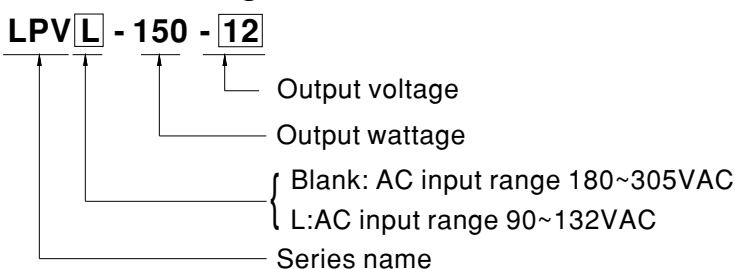 LPVL - 150 - 12
Output voltage
Output wattage
Blank: AC input range 180~305VAC
L:AC input range 90~132VAC
Series name